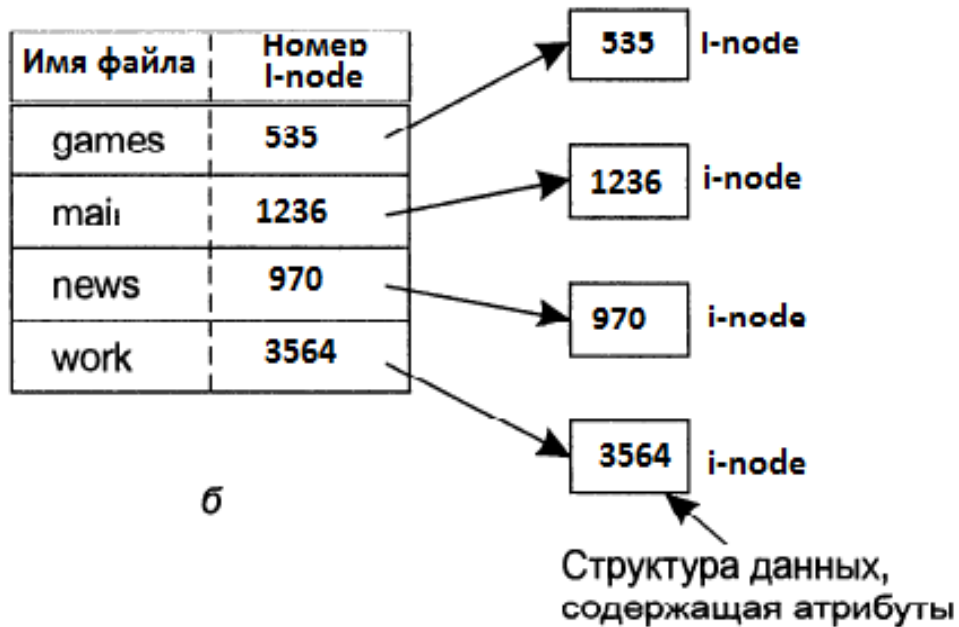 Имя файла Номер
I-node
games 535
mail 1236
news 970
work 3564
535 I-node
1236 i-node
970 i-node
3564 i-node
б
Структура данных,
содержащая атрибуты